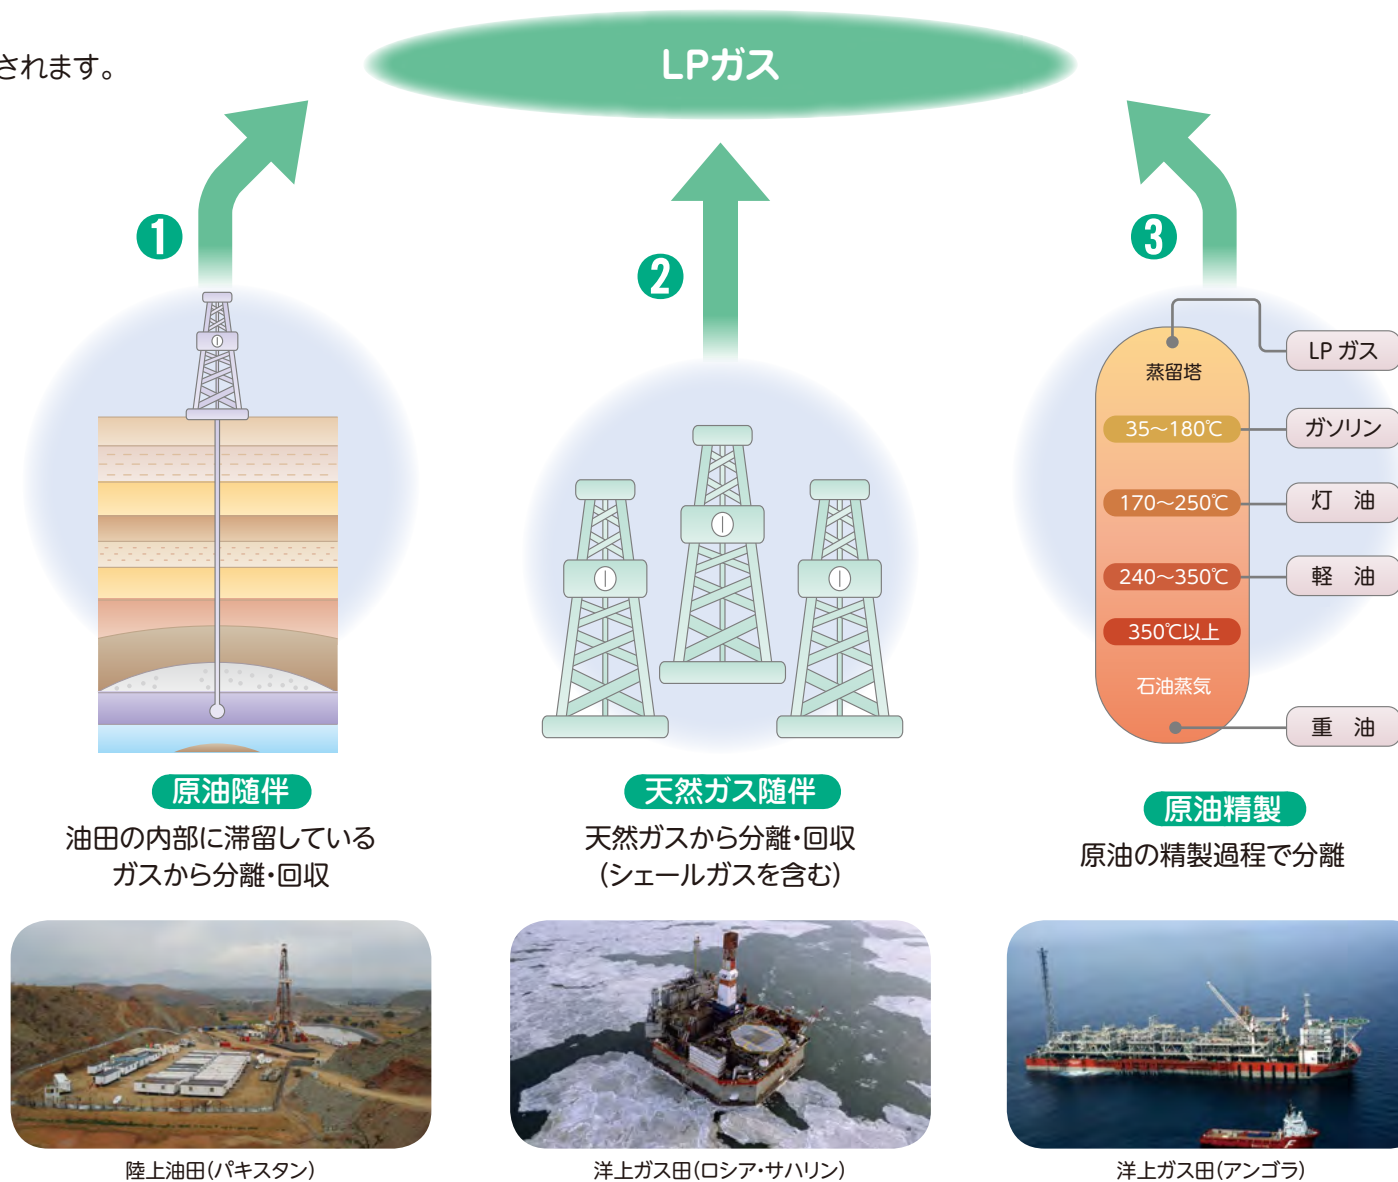 されます。
LPガス
1
2
3
LP ガス
蒸留塔
35〜180℃
ガソリン
170〜250℃
灯　油
240〜350℃
軽　油
350℃以上
石油蒸気
重　油
原油随伴
油田の内部に滞留している
ガスから分離・回収
天然ガス随伴
天然ガスから分離・回収
（シェールガスを含む）
原油精製
原油の精製過程で分離
陸上油田（パキスタン）
洋上ガス田（ロシア・サハリン）
洋上ガス田（アンゴラ）